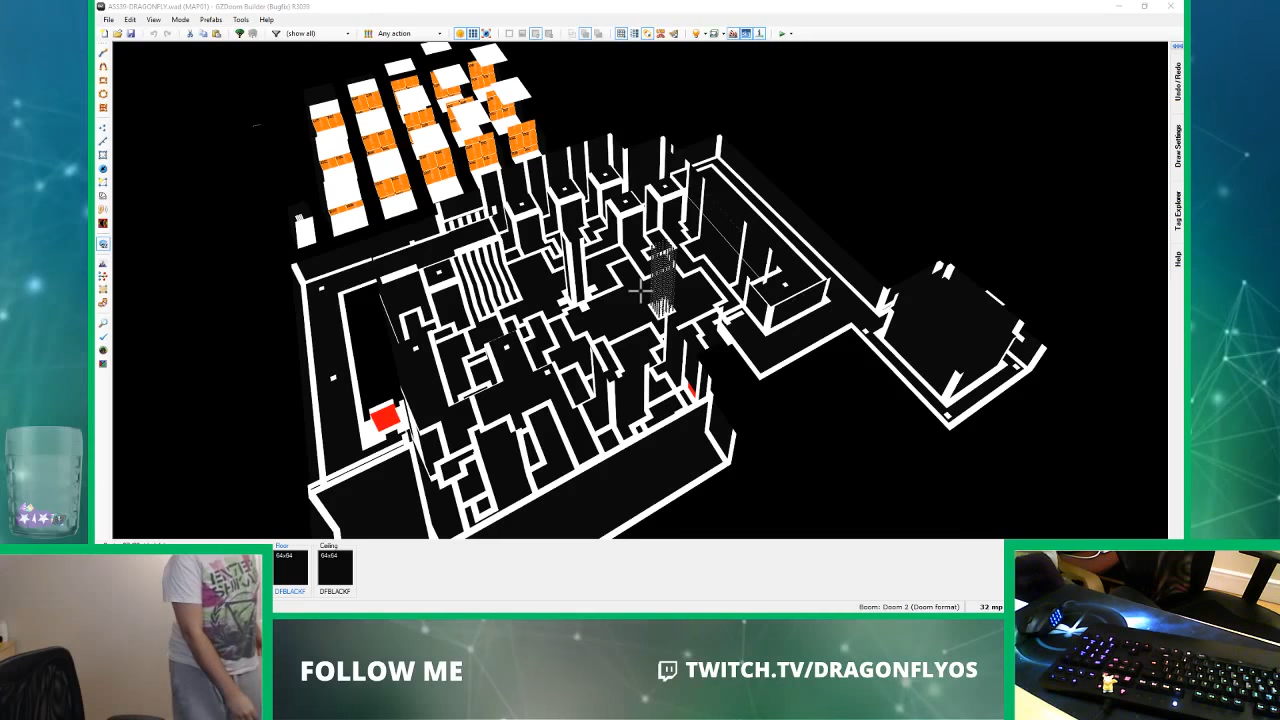 ASS39-DRAGONFLY.wad (MAP01) - GZDoom Builder (Bugfix) R3039
File Edit View Mode Prefabs Tools Help
(show all) Any action
Undo / Redo
Draw Settings
Tag Explorer
Help
Floor Ceiling
64x64 64x64
DFBLACKF DFBLACKF
Boom: Doom 2 (Doom format) 32 mp
FOLLOW ME
TWITCH.TV/DRAGONFLYOS